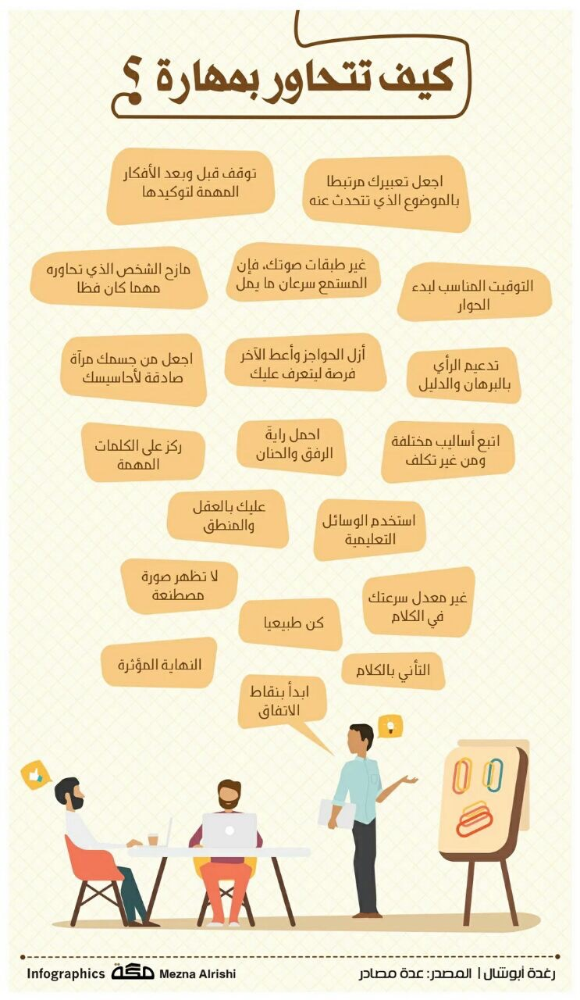 كيف تتحاور بمهارة ؟
اجعل تعبيرك مرتبطا
بالموضوع الذي تتحدث عنه
توقف قبل وبعد الأفكار
المهمة لتوكيدها
التوقيت المناسب لبدء
الحوار
غير طبقات صوتك، فإن
المستمع سرعان ما يمل
مازح الشخص الذي تحاوره
مهما كان فظا
تدعيم الرأي
بالبرهان والدليل
أزل الحواجز وأعط الآخر
فرصة ليتعرف عليك
اجعل من جسمك مرآة
صادقة لأحاسيسك
اتبع أساليب مختلفة
ومن غير تكلف
احمل رايةَ
الرفق والحنان
ركز على الكلمات
المهمة
استخدم الوسائل
التعليمية
عليك بالعقل
والمنطق
غير معدل سرعتك
في الكلام
لا تظهر صورة
مصطنعة
كن طبيعيا
التأني بالكلام
النهاية المؤثرة
ابدأ بنقاط
الاتفاق
رغدة أبوشال | المصدر: عدة مصادر
Infographics مكة Mezna Alrishi